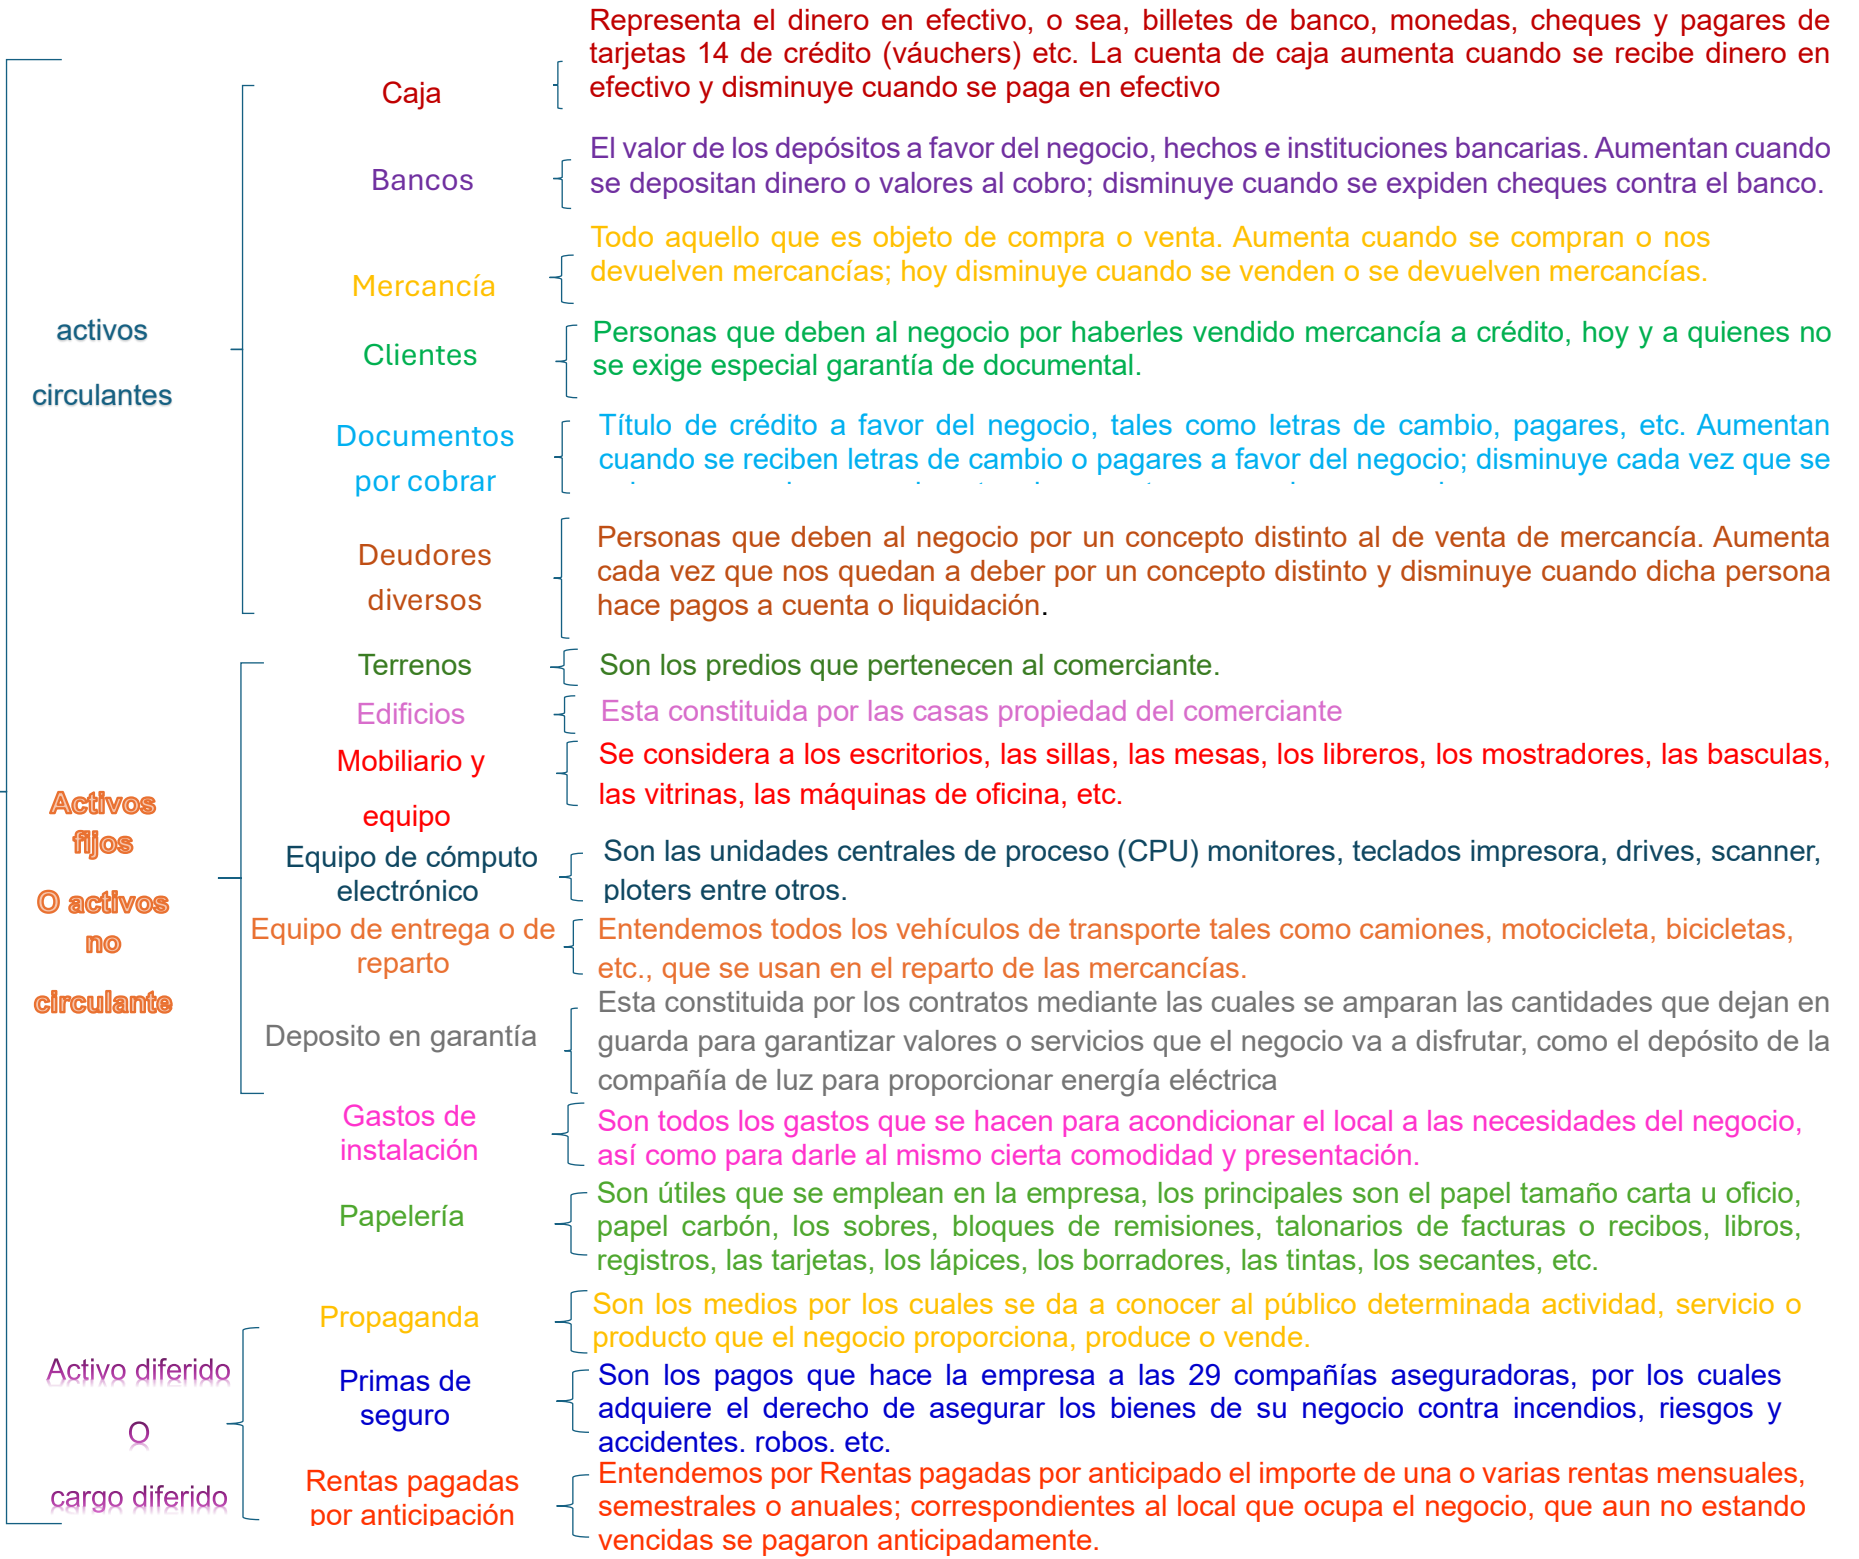 activos
circulantes
Caja
Representa el dinero en efectivo, o sea, billetes de banco, monedas, cheques y pagares de
tarjetas 14 de crédito (váuchers) etc. La cuenta de caja aumenta cuando se recibe dinero en
efectivo y disminuye cuando se paga en efectivo
Bancos
El valor de los depósitos a favor del negocio, hechos e instituciones bancarias. Aumentan cuando
se depositan dinero o valores al cobro; disminuye cuando se expiden cheques contra el banco.
Mercancía
Todo aquello que es objeto de compra o venta. Aumenta cuando se compran o nos
devuelven mercancías; hoy disminuye cuando se venden o se devuelven mercancías.
Clientes
Personas que deben al negocio por haberles vendido mercancía a crédito, hoy y a quienes no
se exige especial garantía de documental.
Documentos
por cobrar
Título de crédito a favor del negocio, tales como letras de cambio, pagares, etc. Aumentan
cuando se reciben letras de cambio o pagares a favor del negocio; disminuye cada vez que se
Deudores
diversos
Personas que deben al negocio por un concepto distinto al de venta de mercancía. Aumenta
cada vez que nos quedan a deber por un concepto distinto y disminuye cuando dicha persona
hace pagos a cuenta o liquidación.
Activos
fijos
O activos
no
circulante
Terrenos
Son los predios que pertenecen al comerciante.
Edificios
Esta constituida por las casas propiedad del comerciante
Mobiliario y
equipo
Se considera a los escritorios, las sillas, las mesas, los libreros, los mostradores, las basculas,
las vitrinas, las máquinas de oficina, etc.
Equipo de cómputo
electrónico
Son las unidades centrales de proceso (CPU) monitores, teclados impresora, drives, scanner,
ploters entre otros.
Equipo de entrega o de
reparto
Entendemos todos los vehículos de transporte tales como camiones, motocicleta, bicicletas,
etc., que se usan en el reparto de las mercancías.
Deposito en garantía
Esta constituida por los contratos mediante las cuales se amparan las cantidades que dejan en
guarda para garantizar valores o servicios que el negocio va a disfrutar, como el depósito de la
compañía de luz para proporcionar energía eléctrica
Gastos de
instalación
Son todos los gastos que se hacen para acondicionar el local a las necesidades del negocio,
así como para darle al mismo cierta comodidad y presentación.
Papelería
Son útiles que se emplean en la empresa, los principales son el papel tamaño carta u oficio,
papel carbón, los sobres, bloques de remisiones, talonarios de facturas o recibos, libros,
registros, las tarjetas, los lápices, los borradores, las tintas, los secantes, etc.
Activo diferido
O
cargo diferido
Propaganda
Son los medios por los cuales se da a conocer al público determinada actividad, servicio o
producto que el negocio proporciona, produce o vende.
Primas de
seguro
Son los pagos que hace la empresa a las 29 compañías aseguradoras, por los cuales
adquiere el derecho de asegurar los bienes de su negocio contra incendios, riesgos y
accidentes. robos. etc.
Rentas pagadas
por anticipación
Entendemos por Rentas pagadas por anticipado el importe de una o varias rentas mensuales,
semestrales o anuales; correspondientes al local que ocupa el negocio, que aun no estando
vencidas se pagaron anticipadamente.